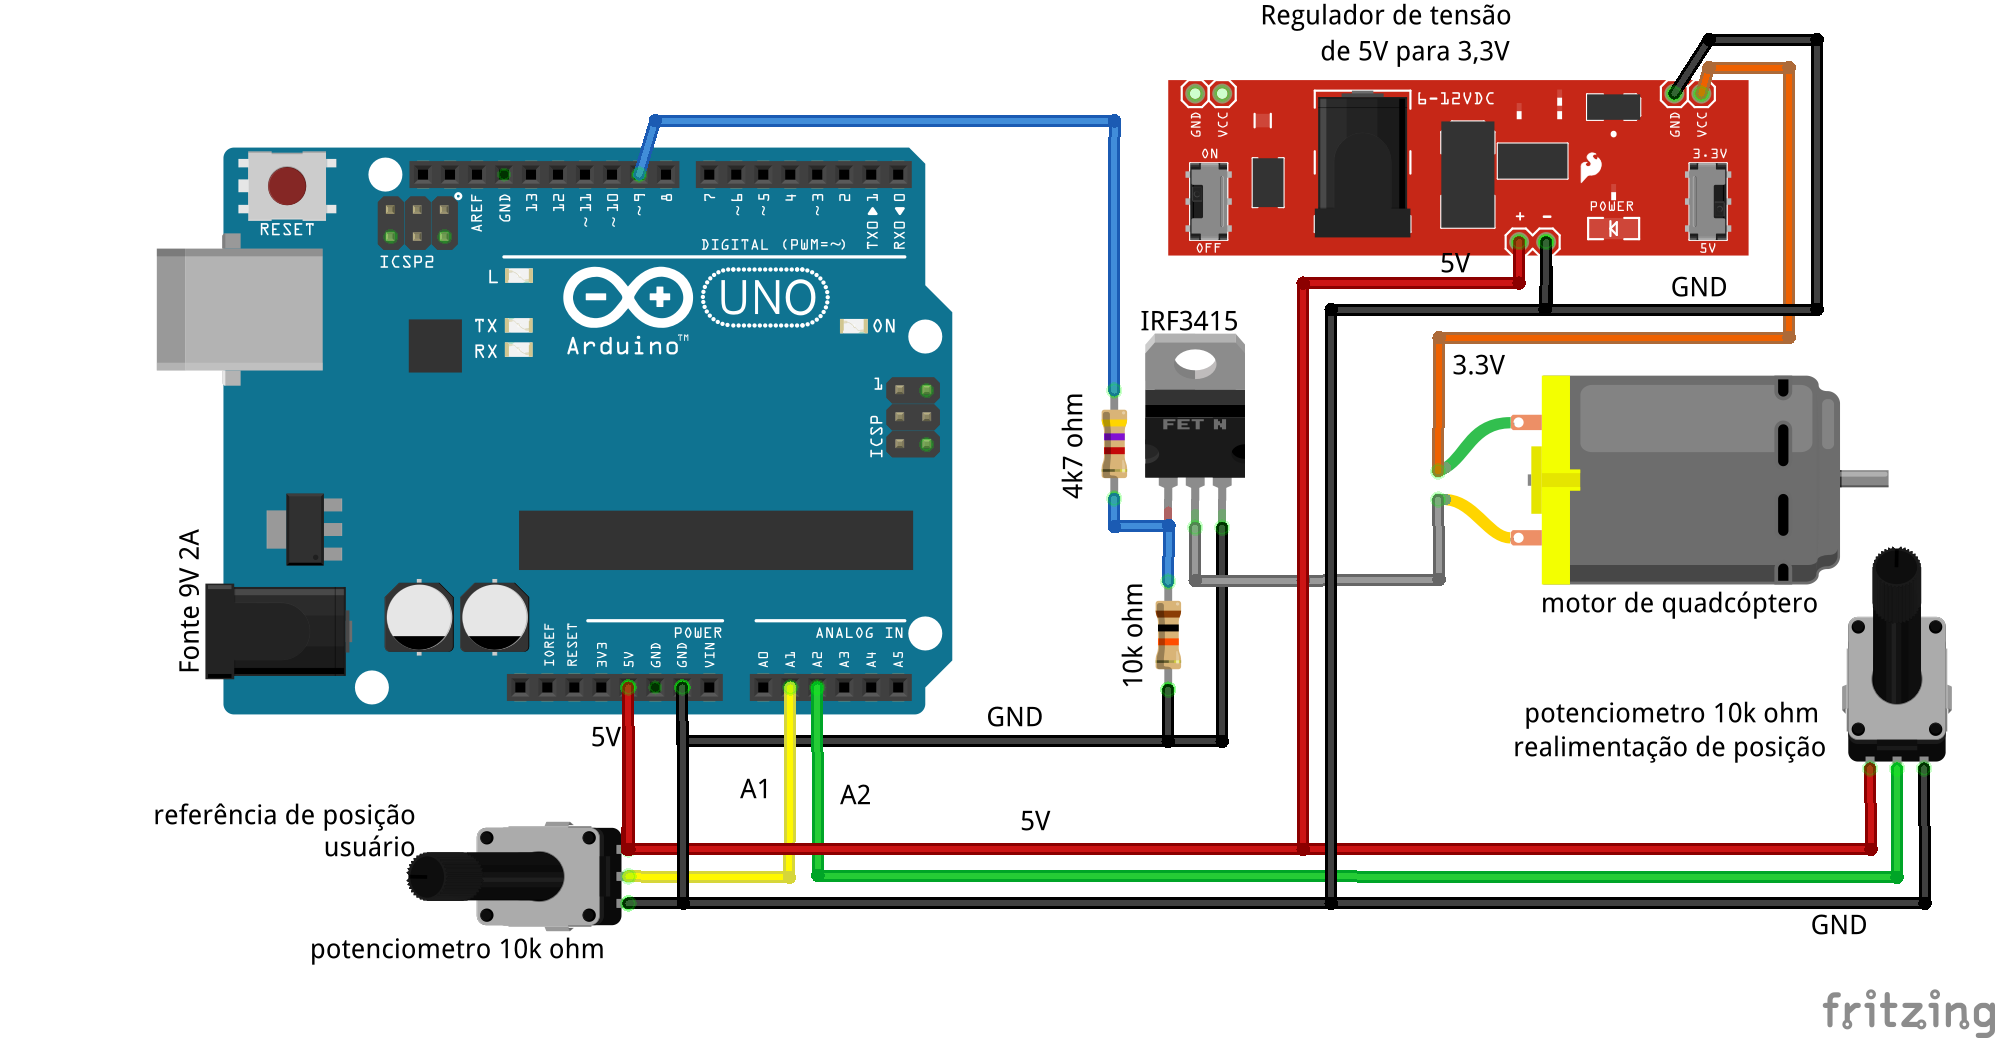 Regulador de tensão
de 5V para 3,3V
6-12VDC
GND
VCC
GND
VCC
ON
OFF
3.3V
5V
POWER
+ -
5V
GND
3.3V
RESET
ICSP2
AREF
GND
13
12
~11
~10
~9
8
7
~6
~5
4
~3
2
TX0▶1
RX0◀0
DIGITAL (PWM=~)
L
TX
RX
UNO
Arduino™
ON
1
ICSP
IRF3415
FET N
4k7 ohm
10k ohm
motor de quadcóptero
Fonte 9V 2A
POWER
ANALOG IN
IOREF
RESET
3V3
5V
GND
GND
VIN
A0
A1
A2
A3
A4
A5
5V
GND
A1
A2
5V
potenciometro 10k ohm
realimentação de posição
referência de posição
usuário
potenciometro 10k ohm
GND
fritzing